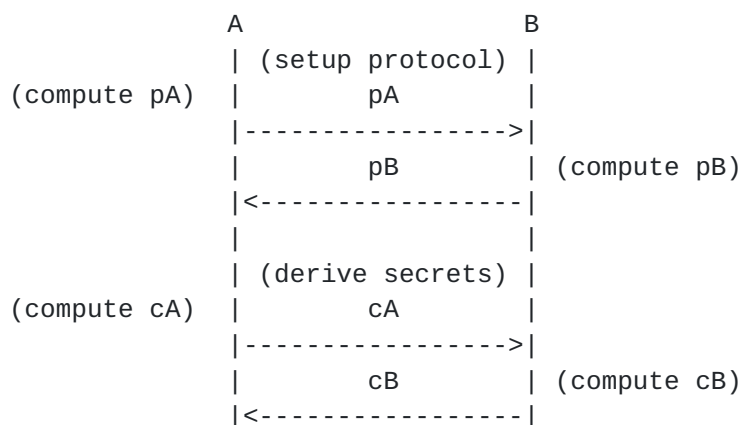 A                  B
              | (setup protocol) |
(compute pA)  |        pA        |
              |----------------->|
              |        pB        | (compute pB)
              |<-----------------|
              |                  |
              | (derive secrets) |
(compute cA)  |        cA        |
              |----------------->|
              |        cB        | (compute cB)
              |<-----------------|